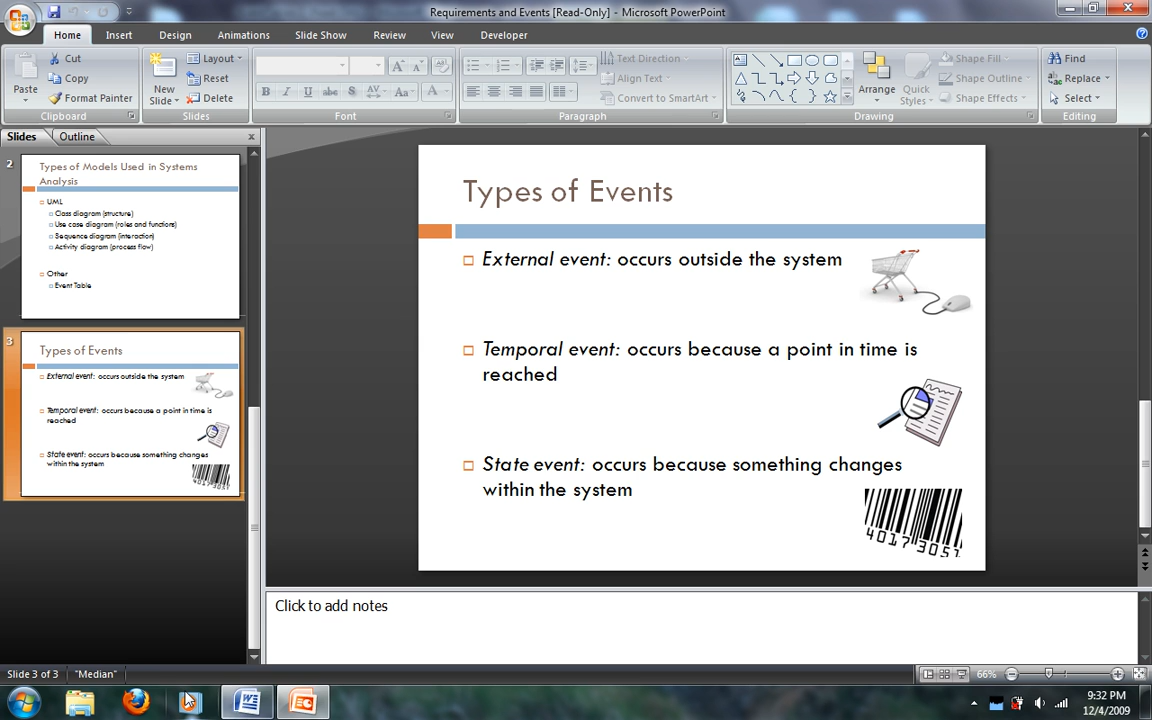 Requirements and Events [Read-Only] - Microsoft PowerPoint
Home Insert Design Animations Slide Show Review View Developer
Paste
Cut
Copy
Format Painter
Clipboard
New Slide
Layout
Reset
Delete
Slides
B I U abe S AV Aa A
Font
Text Direction
Align Text
Convert to SmartArt
Paragraph
Arrange
Quick Styles
Shape Fill
Shape Outline
Shape Effects
Drawing
Find
Replace
Select
Editing
Slides Outline
2
Types of Models Used in Systems
Analysis
UML
Class diagram (structure)
Use case diagram (roles and functions)
Sequence diagram (interaction)
Activity diagram (process flow)
Other
Event Table
3
Types of Events
External event: occurs outside the system
Temporal event: occurs because a point in time is
reached
State event: occurs because something changes
within the system
4017 305
Types of Events
External event: occurs outside the system
Temporal event: occurs because a point in time is
reached
State event: occurs because something changes
within the system
4017 305
Click to add notes
Slide 3 of 3 "Median" 66%
9:32 PM
12/4/2009